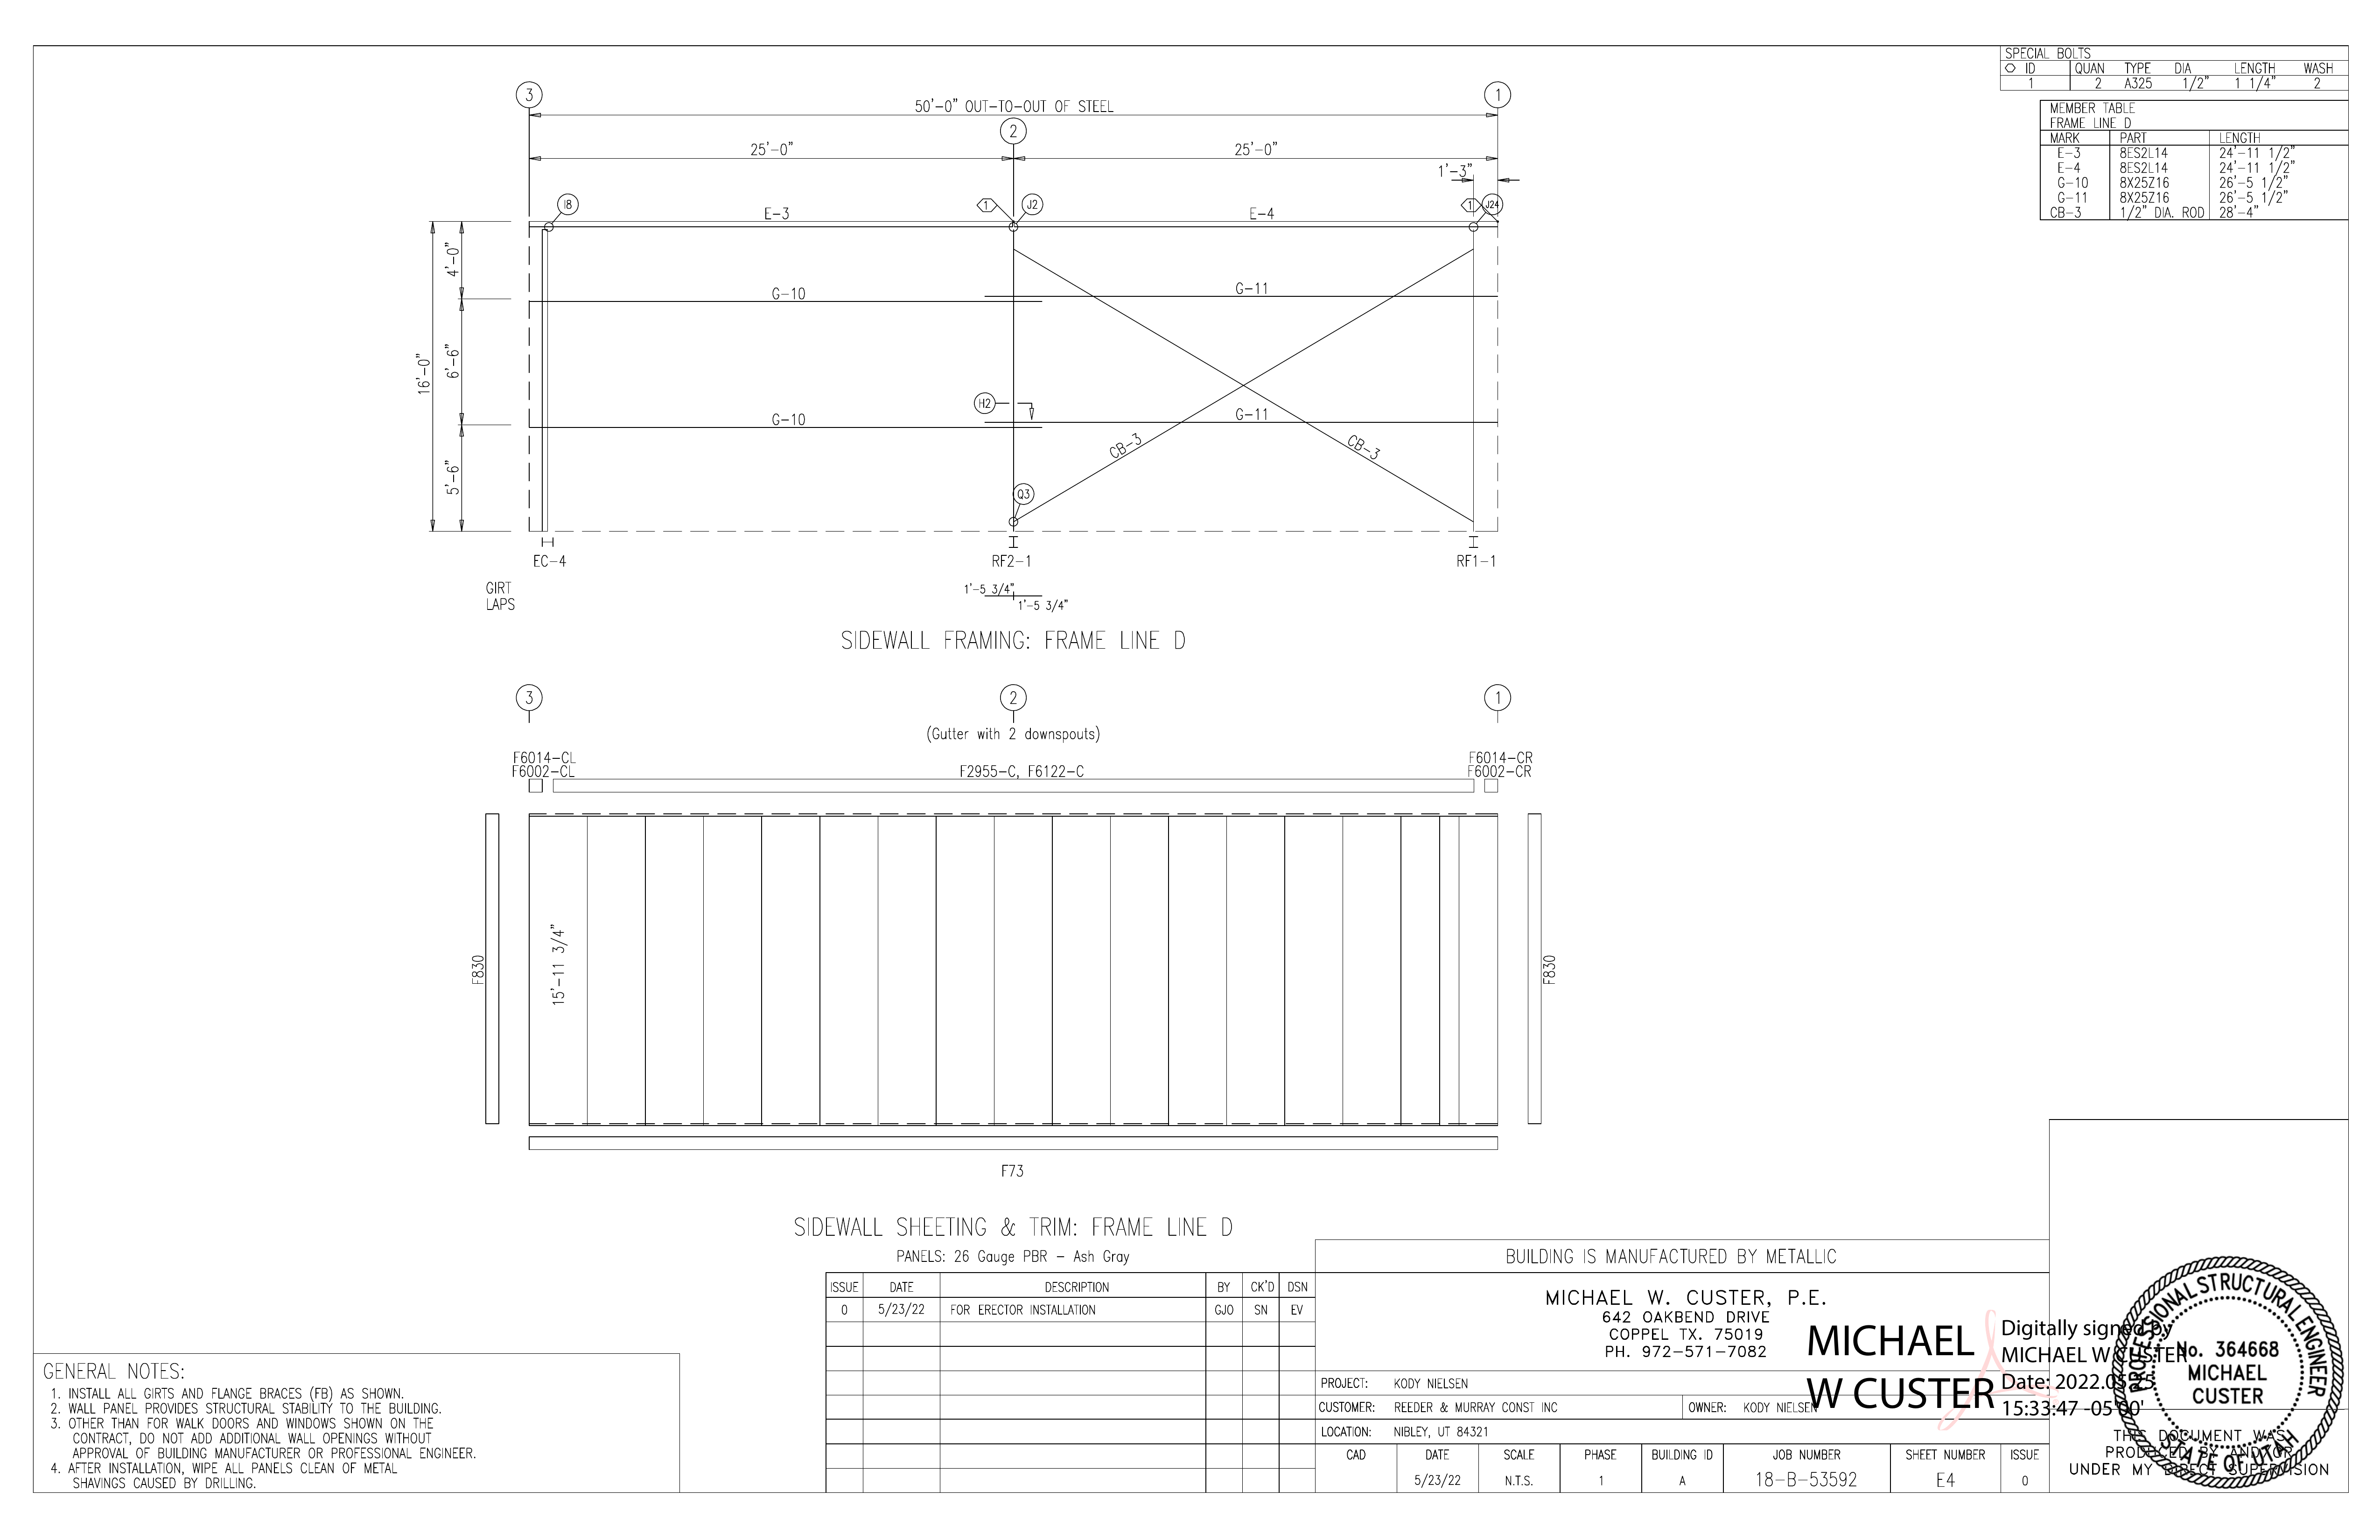 SPECIAL BOLTS
ID QUAN TYPE DIA LENGTH WASH
1 2 A325 1/2" 1 1/4" 2
MEMBER TABLE
FRAME LINE D
MARK PART LENGTH
E-3 8ES2L14 24'-11 1/2"
E-4 8ES2L14 24'-11 1/2"
G-10 8X25Z16 26'-5 1/2"
G-11 8X25Z16 26'-5 1/2"
CB-3 1/2" DIA. ROD 28'-4"
3
1
50'-0" OUT-TO-OUT OF STEEL
2
25'-0"
25'-0"
1'-3"
I8
1
J2
1
J24
E-3
E-4
4'-0"
G-10
G-11
16'-0"
6'-6"
H2
G-10
G-11
CB-3
CB-3
5'-6"
Q3
EC-4
RF2-1
RF1-1
GIRT
LAPS
1'-5 3/4"
1'-5 3/4"
SIDEWALL FRAMING: FRAME LINE D
3
2
1
(Gutter with 2 downspouts)
F6014-CL
F6002-CL
F2955-C, F6122-C
F6014-CR
F6002-CR
F830
15'-11 3/4"
F830
F73
SIDEWALL SHEETING & TRIM: FRAME LINE D
PANELS: 26 Gauge PBR - Ash Gray
ISSUE DATE DESCRIPTION BY CK'D DSN
0 5/23/22 FOR ERECTOR INSTALLATION GJO SN EV
GENERAL NOTES:
1. INSTALL ALL GIRTS AND FLANGE BRACES (FB) AS SHOWN.
2. WALL PANEL PROVIDES STRUCTURAL STABILITY TO THE BUILDING.
3. OTHER THAN FOR WALK DOORS AND WINDOWS SHOWN ON THE
CONTRACT, DO NOT ADD ADDITIONAL WALL OPENINGS WITHOUT
APPROVAL OF BUILDING MANUFACTURER OR PROFESSIONAL ENGINEER.
4. AFTER INSTALLATION, WIPE ALL PANELS CLEAN OF METAL
SHAVINGS CAUSED BY DRILLING.
BUILDING IS MANUFACTURED BY METALLIC
MICHAEL W. CUSTER, P.E.
642 OAKBEND DRIVE
COPPEL TX. 75019
PH. 972-571-7082
MICHAEL
W CUSTER
Digitally signed by
MICHAEL W CUSTER
Date: 2022.05
15:33:47 -05'00'
PROJECT: KODY NIELSEN
CUSTOMER: REEDER & MURRAY CONST INC
OWNER: KODY NIELSEN
LOCATION: NIBLEY, UT 84321
CAD DATE SCALE PHASE BUILDING ID JOB NUMBER SHEET NUMBER ISSUE
5/23/22 N.T.S. 1 A 18-B-53592 E4 0
PROFESSIONAL STRUCTURAL ENGINEER
No. 364668
MICHAEL
CUSTER
STATE OF UTAH
THIS DOCUMENT WAS
PRODUCED BY AND/OR
UNDER MY DIRECT SUPERVISION